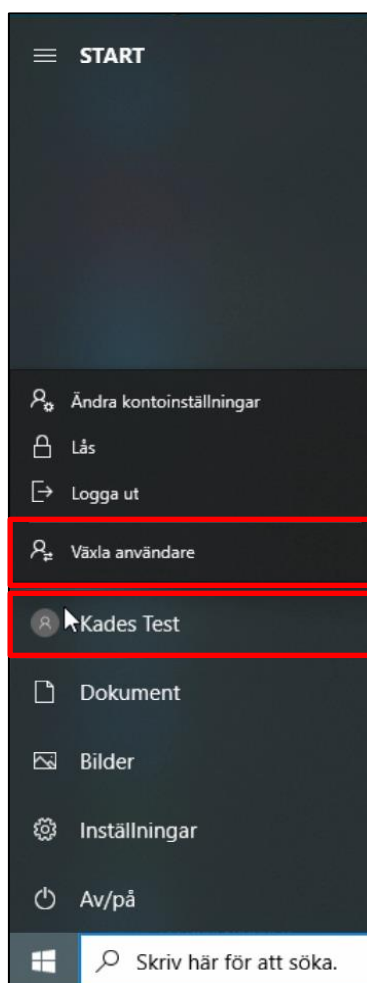 START
Ändra kontoinställningar
Lås
Logga ut
Växla användare
Kades Test
Dokument
Bilder
Inställningar
Av/på
Skriv här för att söka.